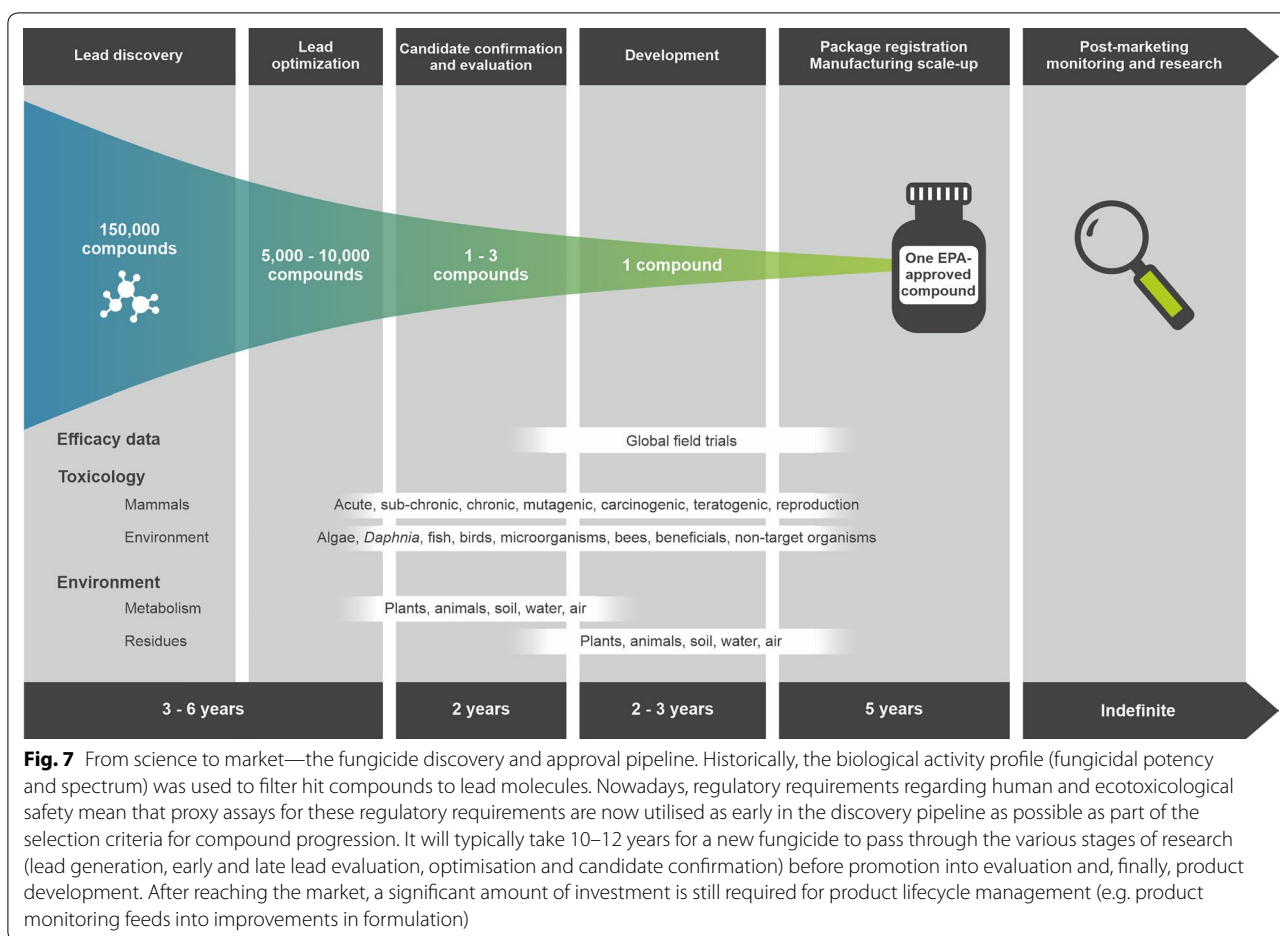 Lead discovery
Lead
optimization
Candidate confirmation
and evaluation
Development
Package registration
Manufacturing scale-up
Post-marketing
monitoring and research
150,000
compounds
5,000 - 10,000
compounds
1 - 3
compounds
1 compound
One EPA-
approved
compound
Efficacy data
Global field trials
Toxicology
Mammals
Acute, sub-chronic, chronic, mutagenic, carcinogenic, teratogenic, reproduction
Environment
Algae, Daphnia, fish, birds, microorganisms, bees, beneficials, non-target organisms
Environment
Metabolism
Plants, animals, soil, water, air
Residues
Plants, animals, soil, water, air
3 - 6 years
2 years
2 - 3 years
5 years
Indefinite
Fig. 7 From science to market—the fungicide discovery and approval pipeline. Historically, the biological activity profile (fungicidal potency
and spectrum) was used to filter hit compounds to lead molecules. Nowadays, regulatory requirements regarding human and ecotoxicological
safety mean that proxy assays for these regulatory requirements are now utilised as early in the discovery pipeline as possible as part of the
selection criteria for compound progression. It will typically take 10–12 years for a new fungicide to pass through the various stages of research
(lead generation, early and late lead evaluation, optimisation and candidate confirmation) before promotion into evaluation and, finally, product
development. After reaching the market, a significant amount of investment is still required for product lifecycle management (e.g. product
monitoring feeds into improvements in formulation)